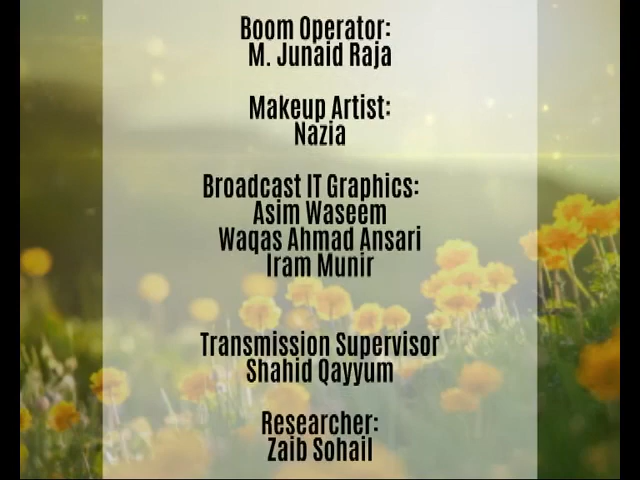 Boom Operator:
M. Junaid Raja
Makeup Artist:
Nazia
Broadcast IT Graphics:
Asim Waseem
Waqas Ahmad Ansari
Iram Munir
Transmission Supervisor
Shahid Qayyum
Researcher:
Zaib Sohail